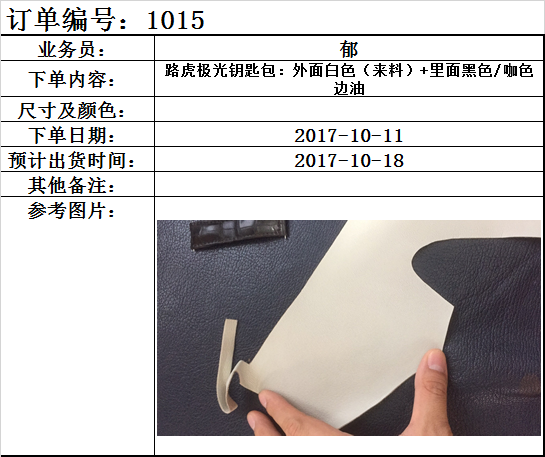 订单编号：1015
业务员： 郁
下单内容： 路虎极光钥匙包：外面白色（来料）+里面黑色/咖色
边油
尺寸及颜色：
下单日期： 2017-10-11
预计出货时间： 2017-10-18
其他备注：
参考图片：